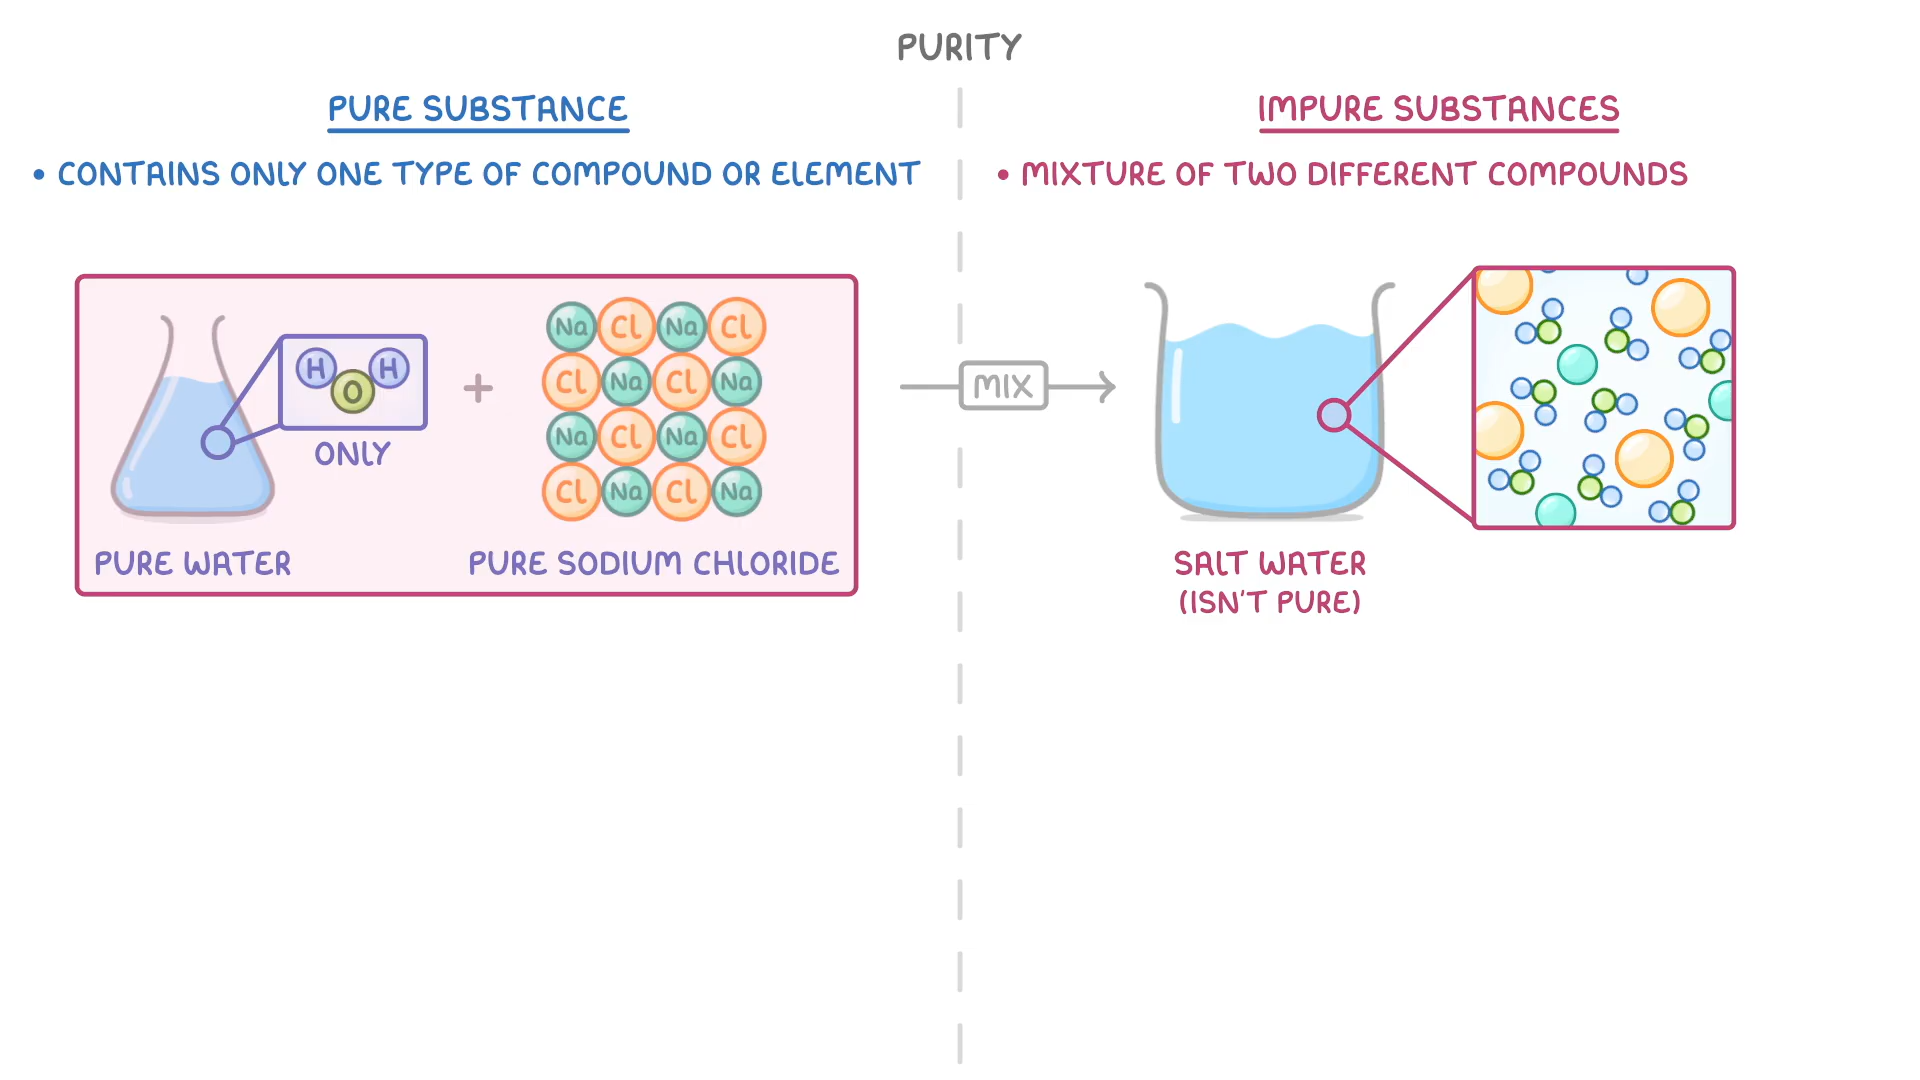 PURITY
PURE SUBSTANCE
• CONTAINS ONLY ONE TYPE OF COMPOUND OR ELEMENT
H H
O
ONLY
+
Na Cl Na Cl
Cl Na Cl Na
Na Cl Na Cl
Cl Na Cl Na
PURE WATER
PURE SODIUM CHLORIDE
MIX
IMPURE SUBSTANCES
• MIXTURE OF TWO DIFFERENT COMPOUNDS
SALT WATER
(ISN'T PURE)